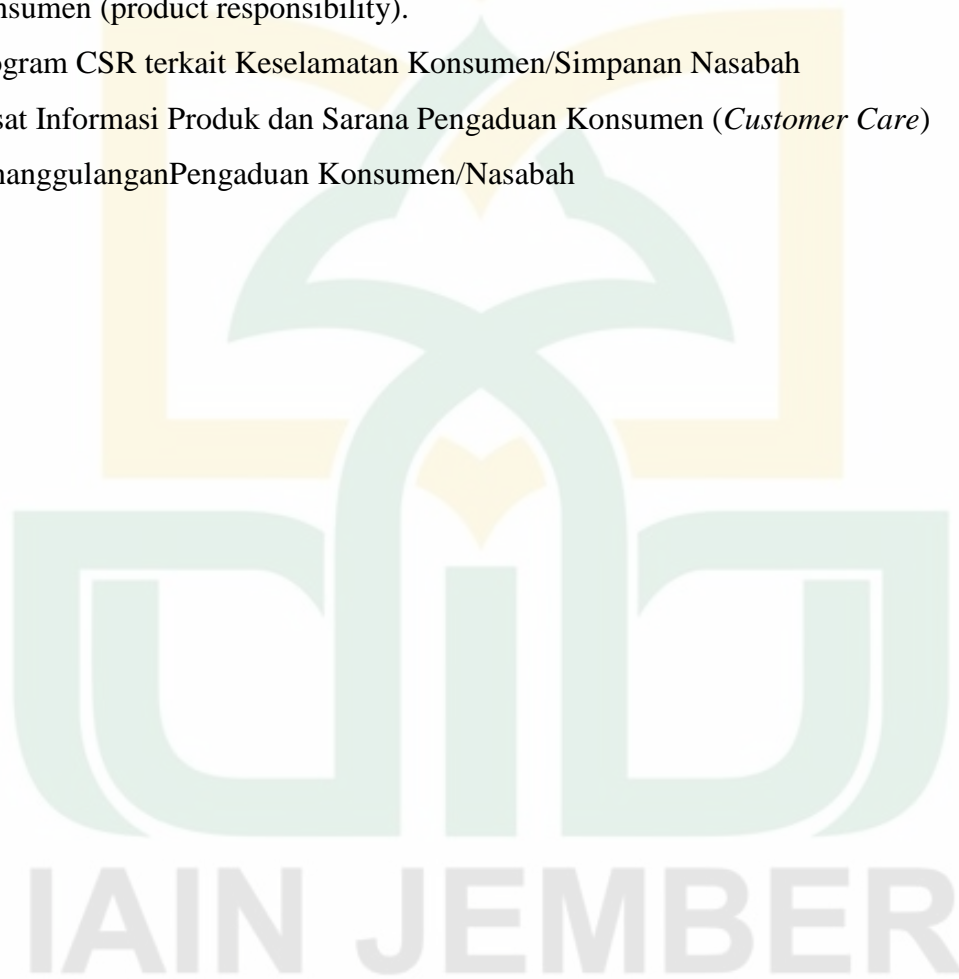 nsumen (product responsibility).
ogram CSR terkait Keselamatan Konsumen/Simpanan Nasabah
sat Informasi Produk dan Sarana Pengaduan Konsumen (Customer Care)
nanggulanganPengaduan Konsumen/Nasabah
IAIN JEMBER